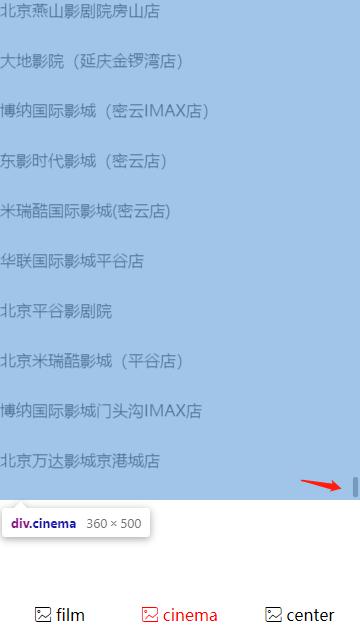 北京燕山影剧院房山店
大地影院（延庆金锣湾店）
博纳国际影城（密云IMAX店）
东影时代影城（密云店）
米瑞酷国际影城(密云店)
华联国际影城平谷店
北京平谷影剧院
北京米瑞酷影城（平谷店）
博纳国际影城门头沟IMAX店
北京万达影城京港城店
div.cinema 360 × 500
film cinema center